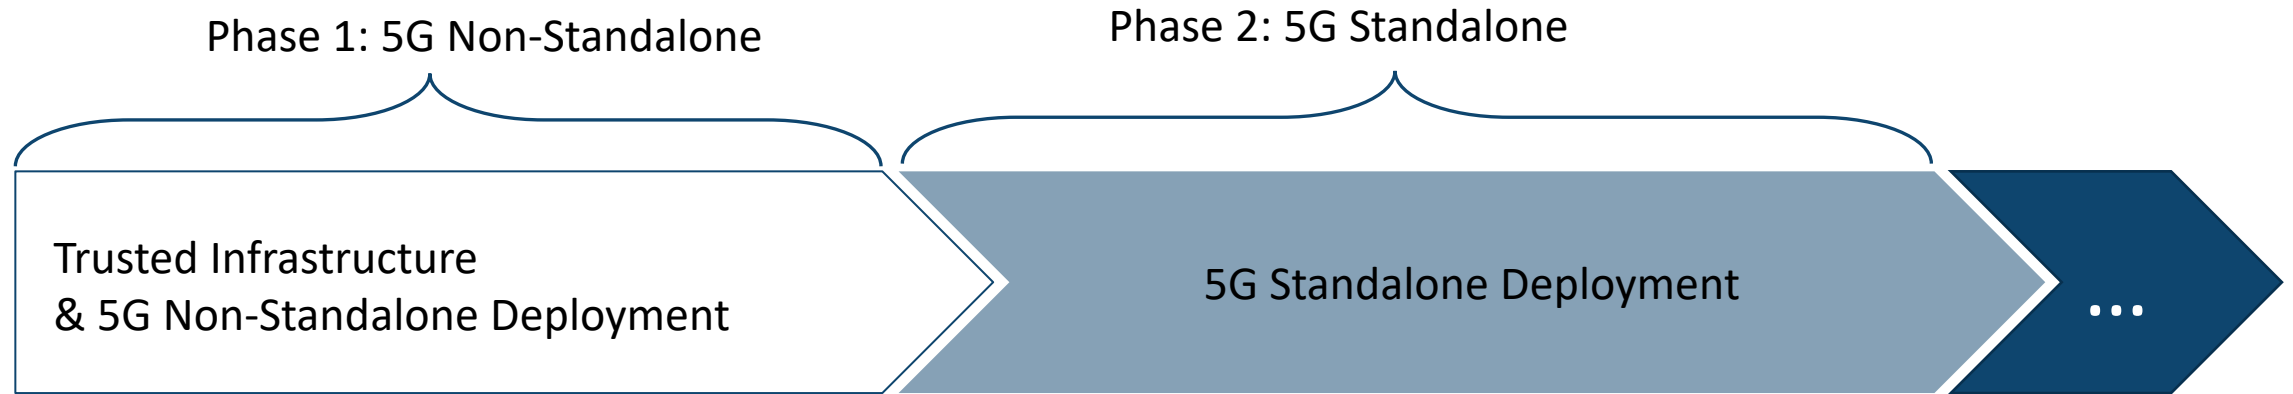 Phase 1: 5G Non-Standalone
Phase 2: 5G Standalone
Trusted Infrastructure
& 5G Non-Standalone Deployment
5G Standalone Deployment
...